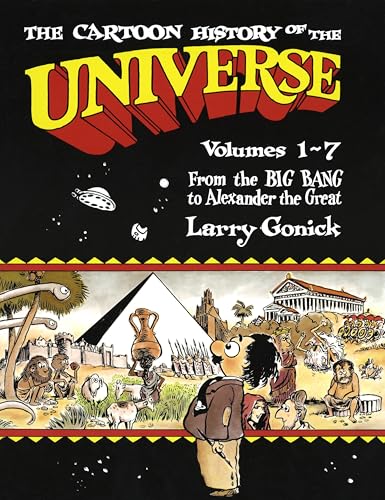 THE CARTOON HISTORY OF THE
UNIVERSE
Volumes 1~7
From the BIG BANG
to Alexander the Great
Larry Gonick